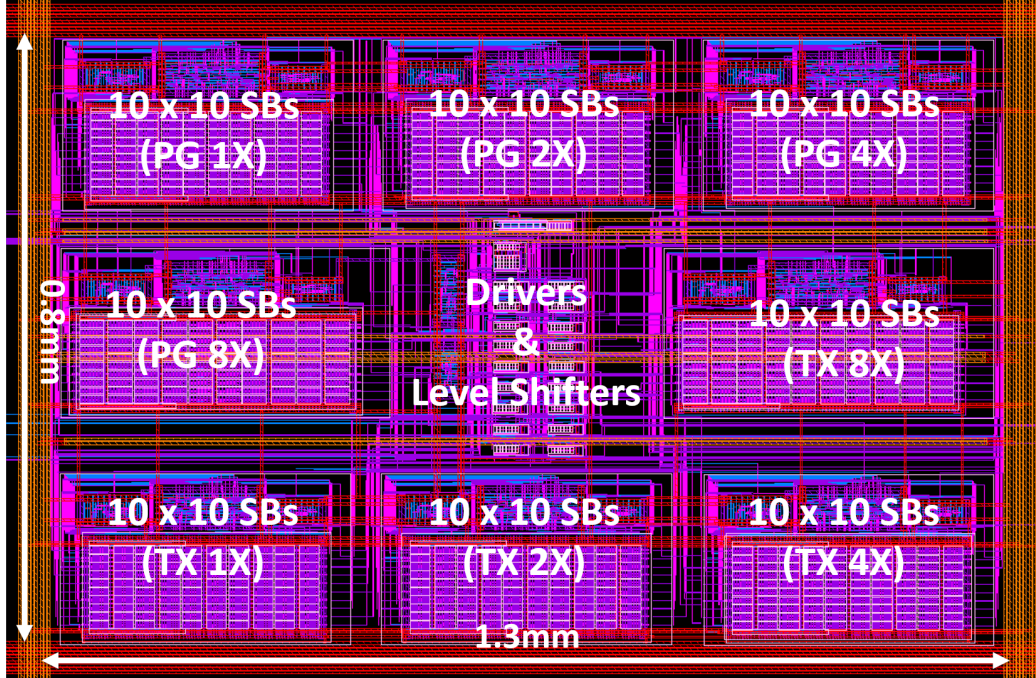 10 x 10 SBs
(PG 1X)
10 x 10 SBs
(PG 2X)
10 x 10 SBs
(PG 4X)
0.8mm
10 x 10 SBs
(PG 8X)
Drivers
&
Level Shifters
10 x 10 SBs
(TX 8X)
10 x 10 SBs
(TX 1X)
10 x 10 SBs
(TX 2X)
10 x 10 SBs
(TX 4X)
1.3mm